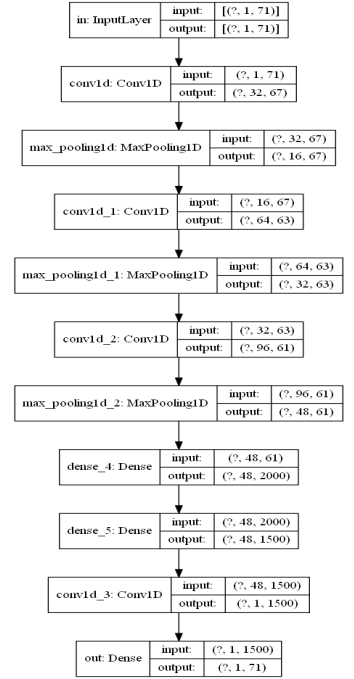 in: InputLayer input: [(?, 1, 71)]
output: [(?, 1, 71)]
conv1d: Conv1D input: (?, 1, 71)
output: (?, 32, 67)
max_pooling1d: MaxPooling1D input: (?, 32, 67)
output: (?, 16, 67)
conv1d_1: Conv1D input: (?, 16, 67)
output: (?, 64, 63)
max_pooling1d_1: MaxPooling1D input: (?, 64, 63)
output: (?, 32, 63)
conv1d_2: Conv1D input: (?, 32, 63)
output: (?, 96, 61)
max_pooling1d_2: MaxPooling1D input: (?, 96, 61)
output: (?, 48, 61)
dense_4: Dense input: (?, 48, 61)
output: (?, 48, 2000)
dense_5: Dense input: (?, 48, 2000)
output: (?, 48, 1500)
conv1d_3: Conv1D input: (?, 48, 1500)
output: (?, 1, 1500)
out: Dense input: (?, 1, 1500)
output: (?, 1, 71)